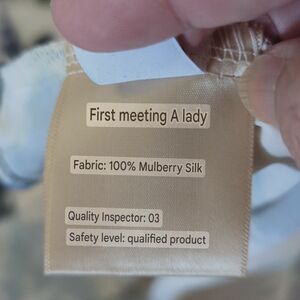 First meeting A lady
Fabric: 100% Mulberry Silk
Quality Inspector: 03
Safety level: qualified product